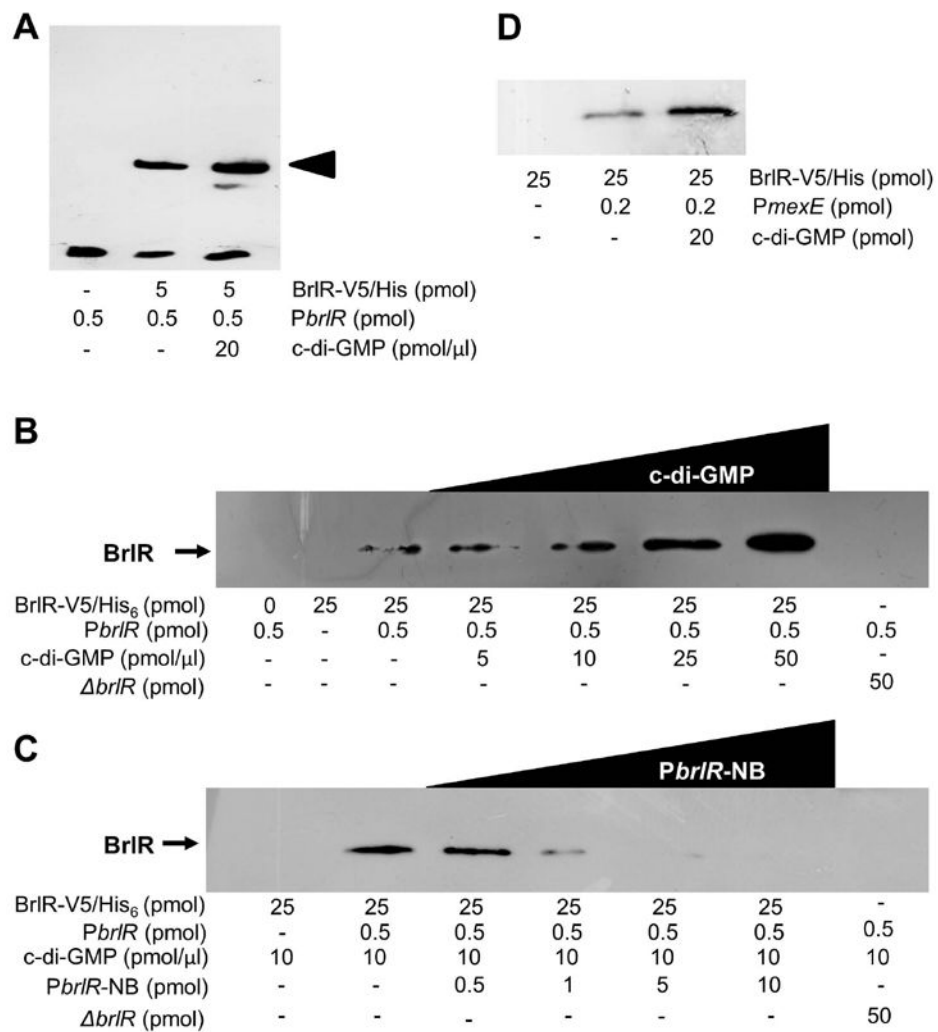 A
- 5 5 BrlR-V5/His (pmol)
0.5 0.5 0.5 PbrlR (pmol)
- - 20 c-di-GMP (pmol/µl)
D
25 25 25 BrlR-V5/His (pmol)
- 0.2 0.2 PmexE (pmol)
- - 20 c-di-GMP (pmol)
B
c-di-GMP
BrlR
BrlR-V5/His6 (pmol) 0 25 25 25 25 25 25 -
PbrlR (pmol) 0.5 - 0.5 0.5 0.5 0.5 0.5 0.5
c-di-GMP (pmol/µl) - - - 5 10 25 50 -
ΔbrlR (pmol) - - - - - - - 50
C
PbrlR-NB
BrlR
BrlR-V5/His6 (pmol) 25 25 25 25 25 25 -
PbrlR (pmol) - 0.5 0.5 0.5 0.5 0.5 0.5
c-di-GMP (pmol/µl) 10 10 10 10 10 10 10
PbrlR-NB (pmol) - - 0.5 1 5 10 -
ΔbrlR (pmol) - - - - - - 50